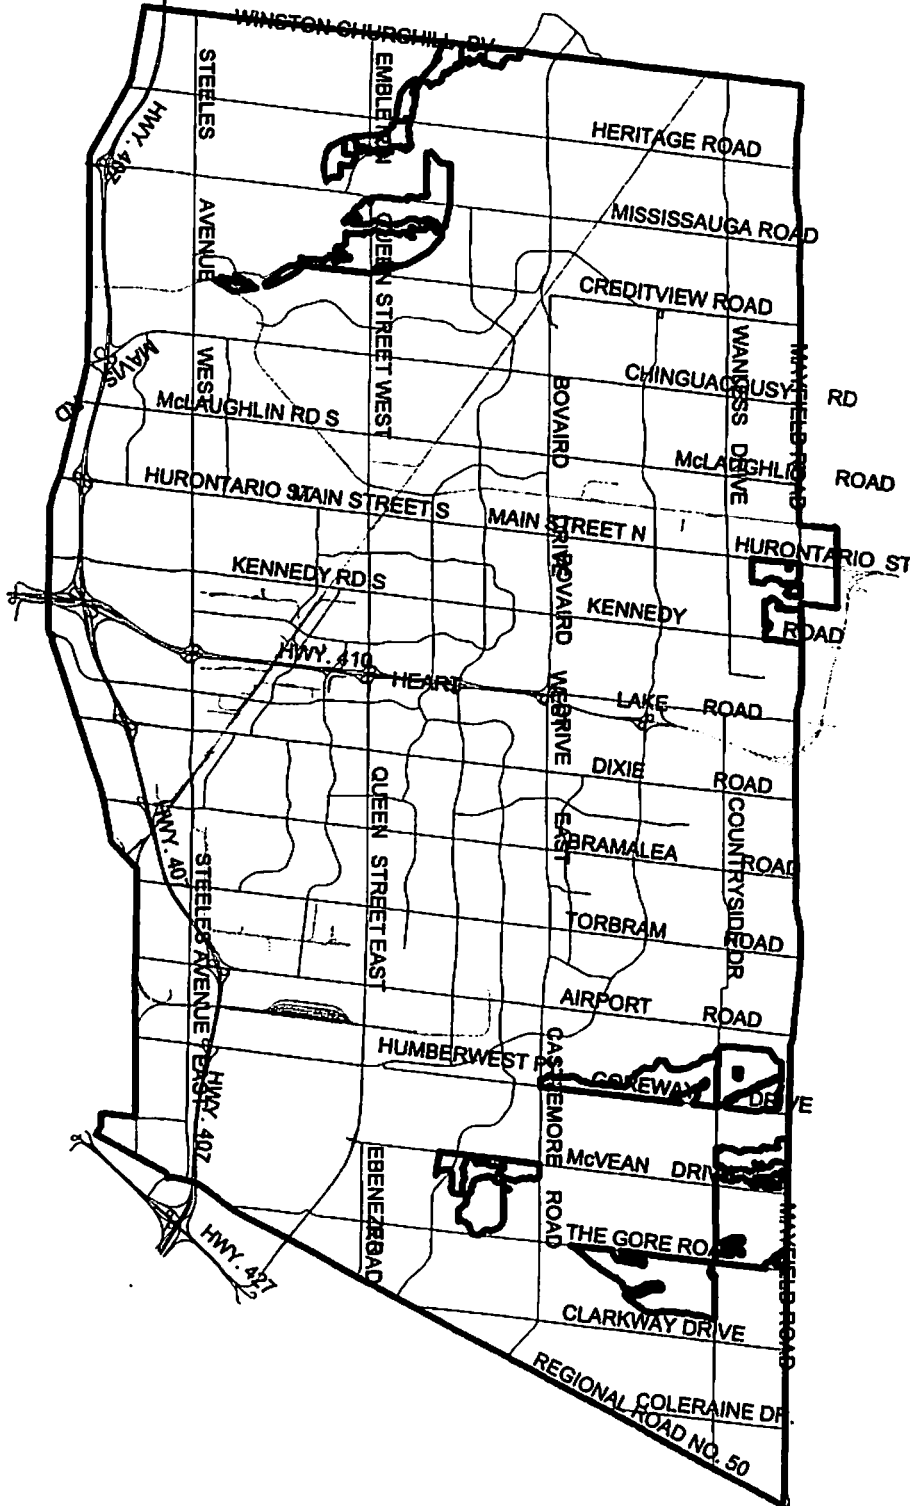 WINSTON CHURCHILL BV
STEELES
AVENUE
WEST
EMBLETON
QUEEN STREET WEST
HWY. 407
HERITAGE ROAD
MISSISSAUGA ROAD
CREDITVIEW ROAD
CHINGUACOUSY RD
WANLESS DRIVE
MAYFIELD ROAD
BOVAIRD
DRIVE
MAVIS
RD
McLAUGHLIN RD S
McLAUGHLIN ROAD
HURONTARIO ST
MAIN STREET S
MAIN STREET N
HURONTARIO ST
KENNEDY RD S
KENNEDY ROAD
HWY. 410
HEART LAKE ROAD
BOVAIRD
DRIVE
EAST
DIXIE ROAD
QUEEN STREET EAST
HWY. 407
BRAMALEA ROAD
COUNTRYSIDE DR
STEELES AVENUE EAST
TORBRAM ROAD
AIRPORT ROAD
HUMBERWEST
CASTLEMORE ROAD
GOREWAY DRIVE
HWY. 407
EBENEZER
ROAD
McVEAN DRIVE
MAYFIELD ROAD
THE GORE ROAD
HWY. 427
CLARKWAY DRIVE
COLERAINE DR.
REGIONAL ROAD NO. 50